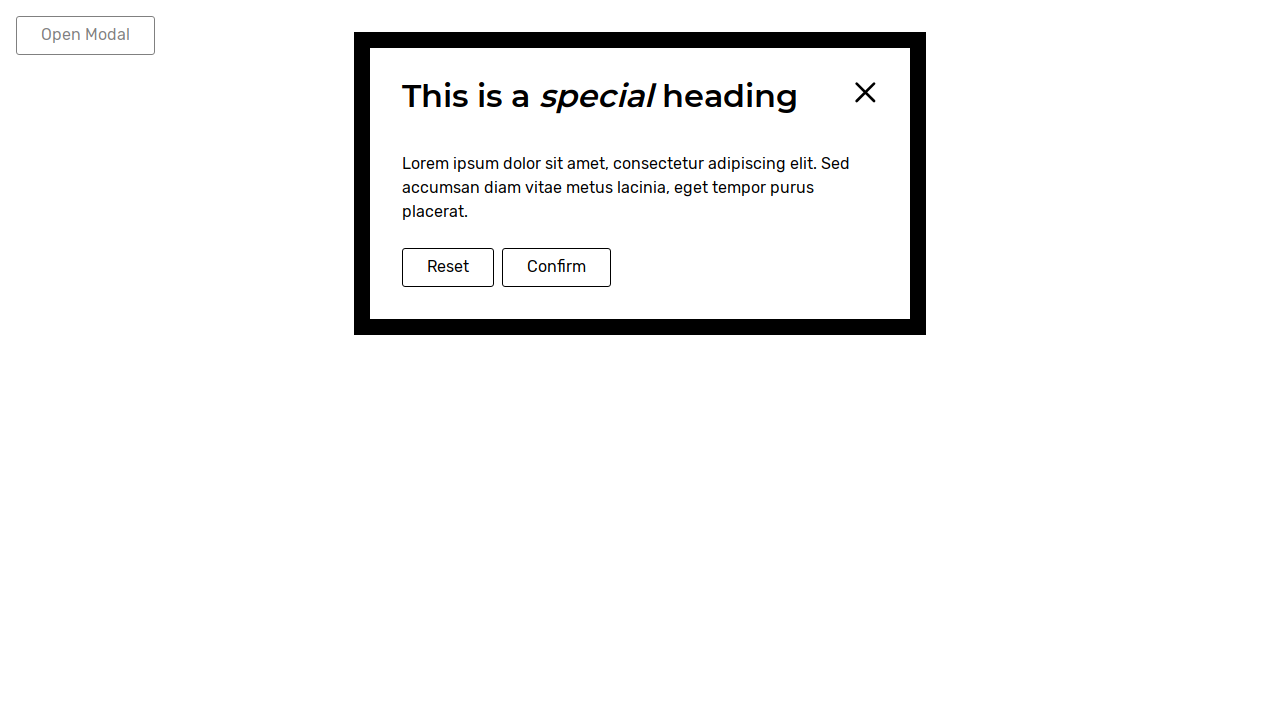 Open Modal
This is a special heading
Lorem ipsum dolor sit amet, consectetur adipiscing elit. Sed
accumsan diam vitae metus lacinia, eget tempor purus
placerat.
Reset Confirm